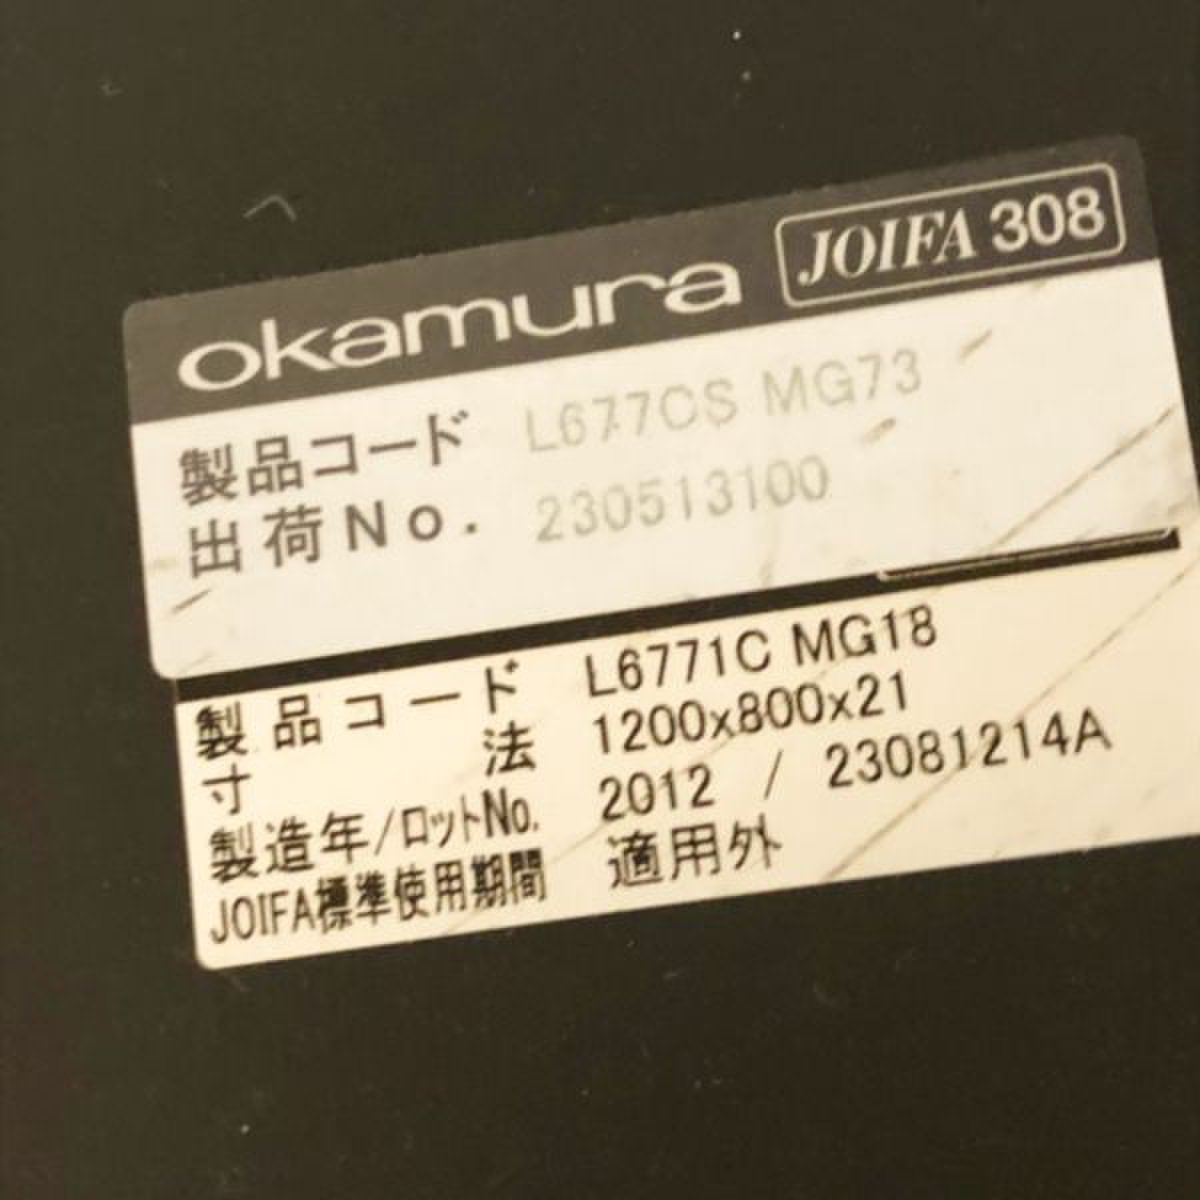 okamura JOIFA 308
製品コード L677CS MG73
出荷No. 230513100
製品コード L6771C MG18
寸法 1200x800x21
製造年/ロットNo. 2012 / 23081214A
JOIFA標準使用期間 適用外